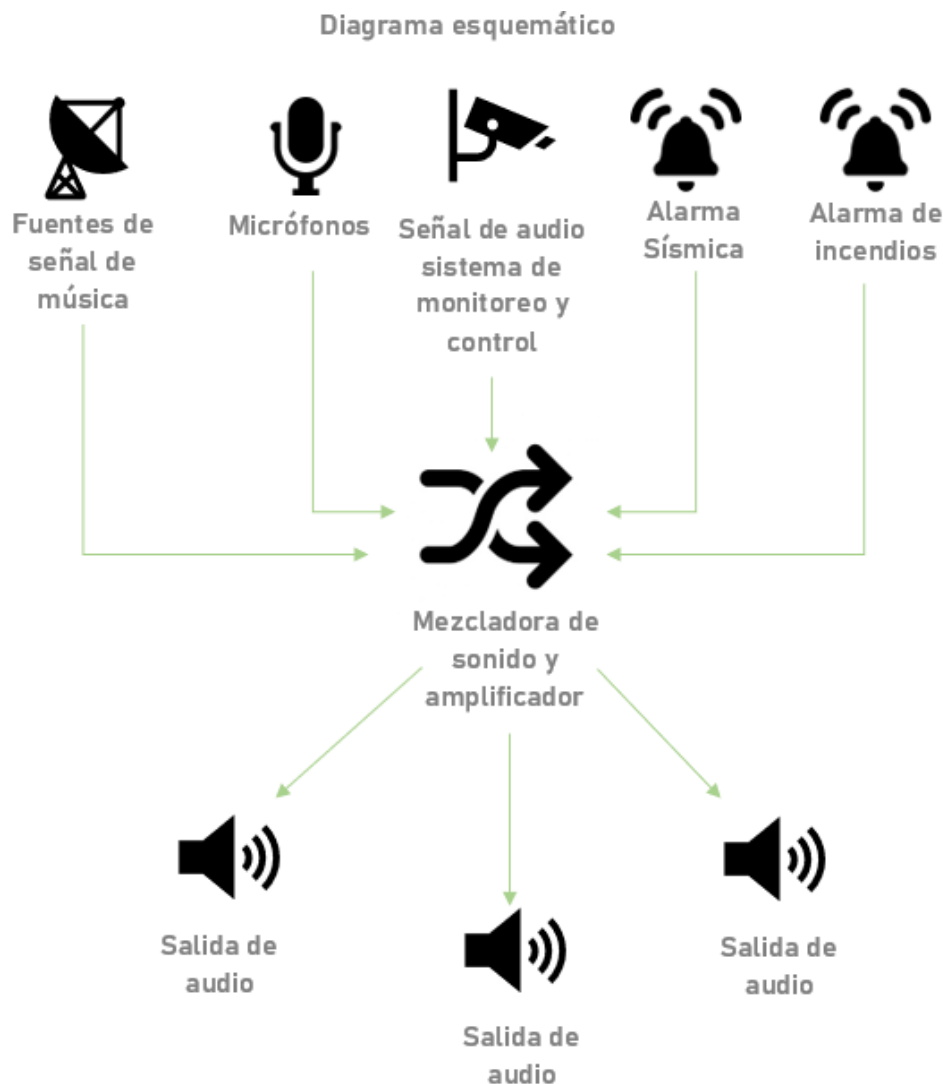 Diagrama esquemático
Fuentes de
señal de
música
Micrófonos
Señal de audio
sistema de
monitoreo y
control
Alarma
Sísmica
Alarma de
incendios
Mezcladora de
sonido y
amplificador
Salida de
audio
Salida de
audio
Salida de
audio